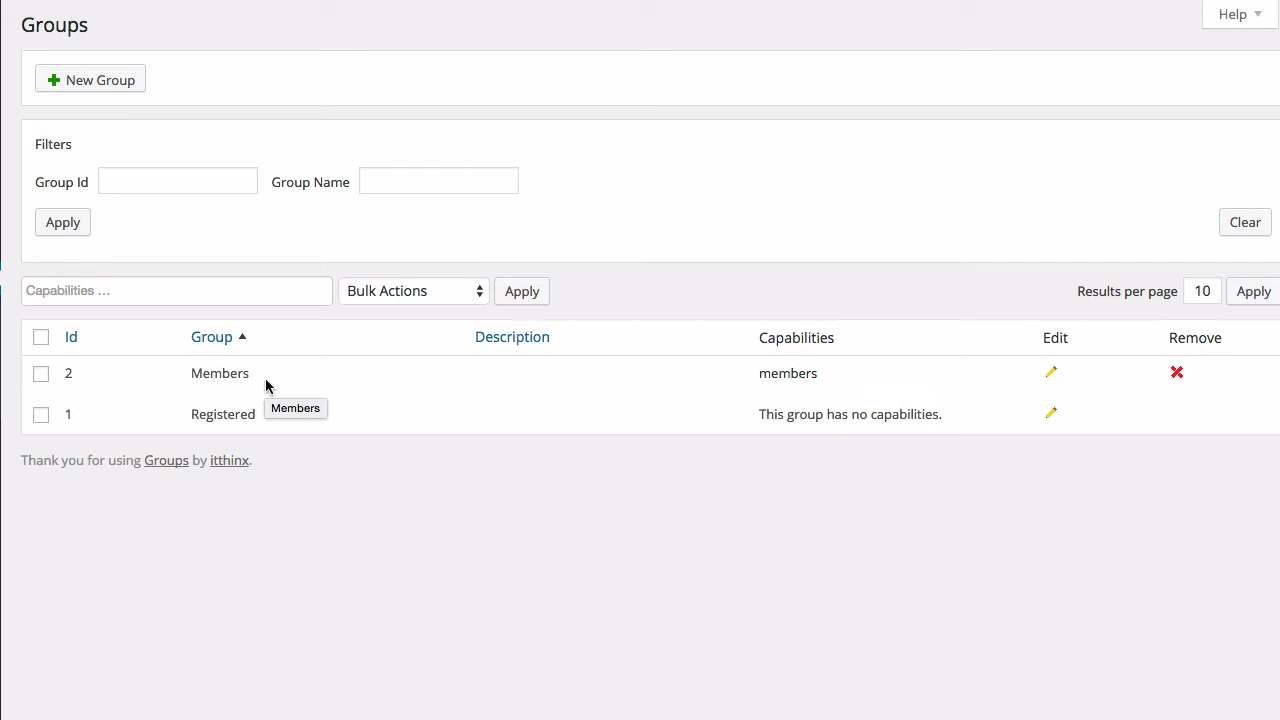 Groups
Help
New Group
Filters
Group Id Group Name
Apply Clear
Capabilities ... Bulk Actions Apply Results per page 10 Apply
Id Group Description Capabilities Edit Remove
2 Members members
Members
1 Registered This group has no capabilities.
Thank you for using Groups by itthinx.